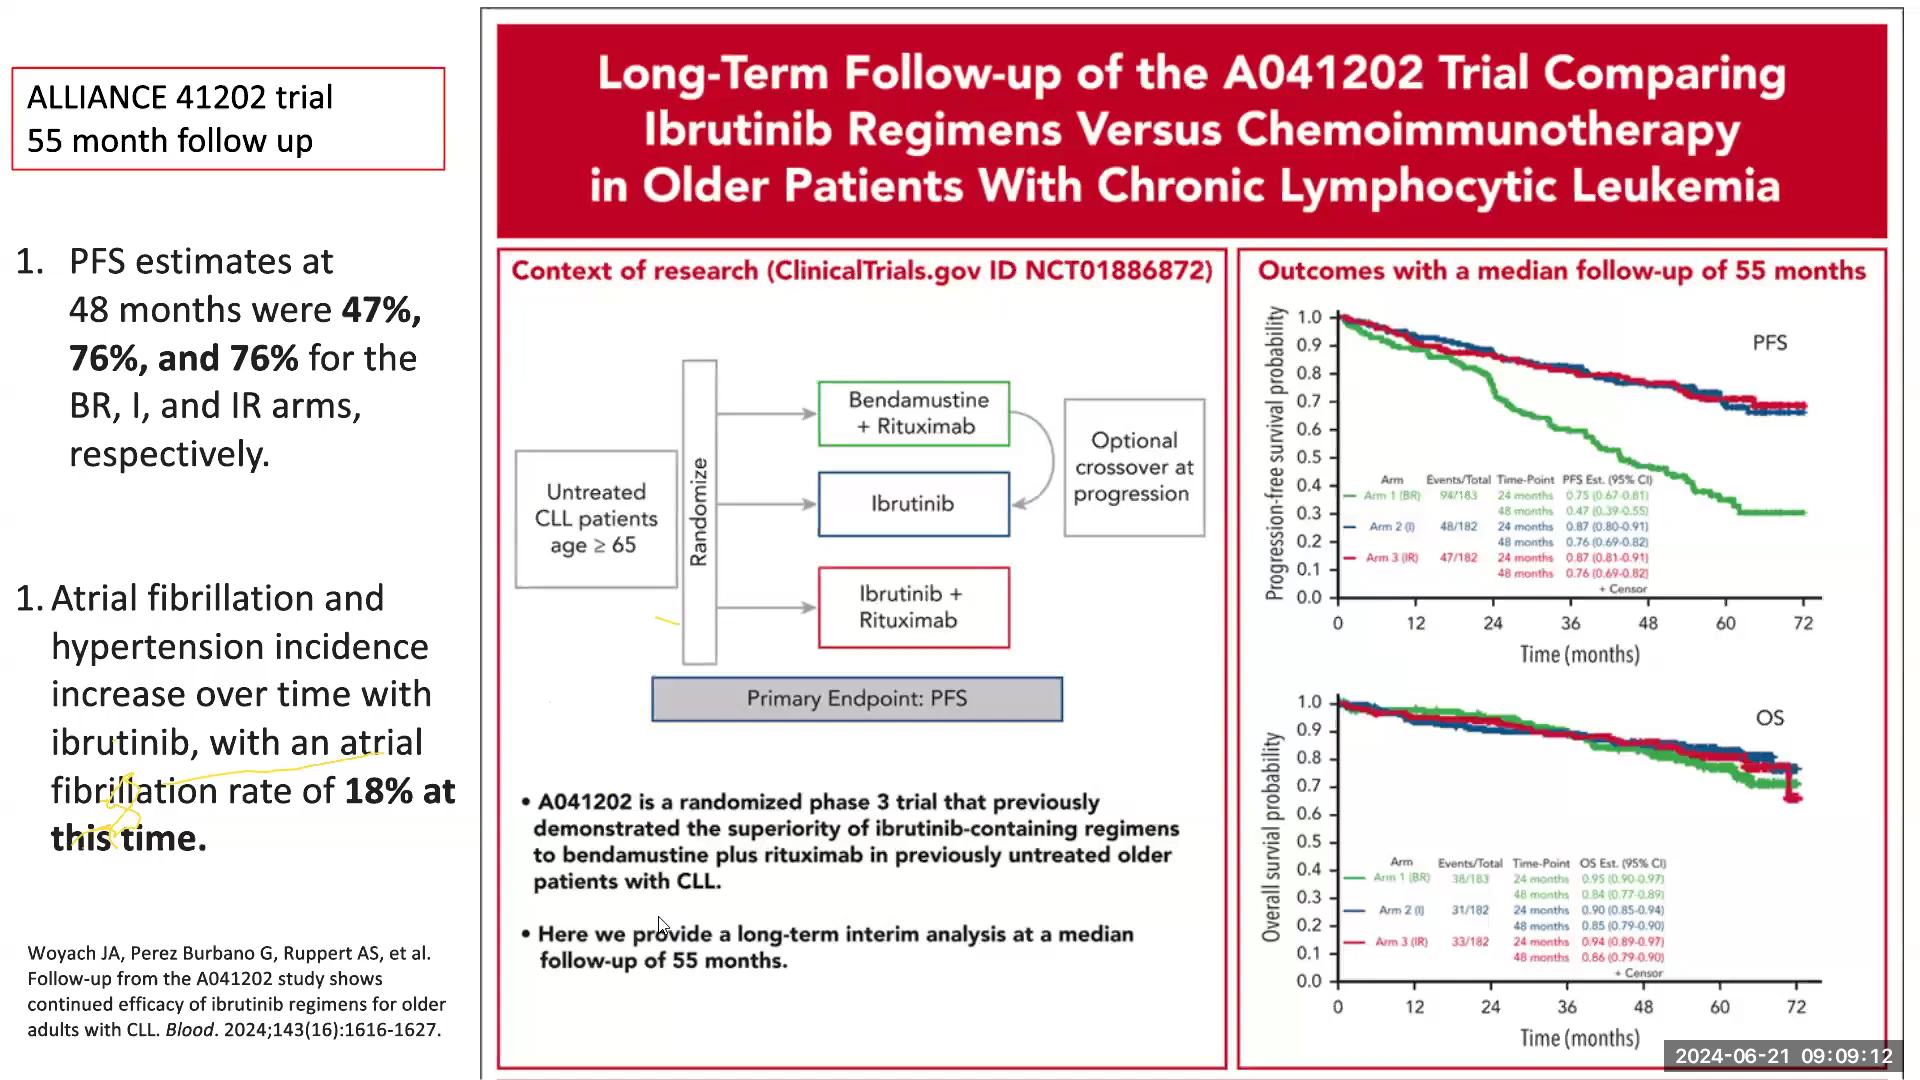 ALLIANCE 41202 trial
55 month follow up
1. PFS estimates at
48 months were 47%,
76%, and 76% for the
BR, I, and IR arms,
respectively.
1. Atrial fibrillation and
hypertension incidence
increase over time with
ibrutinib, with an atrial
fibrillation rate of 18% at
this time.
Woyach JA, Perez Burbano G, Ruppert AS, et al.
Follow-up from the A041202 study shows
continued efficacy of ibrutinib regimens for older
adults with CLL. Blood. 2024;143(16):1616-1627.
Long-Term Follow-up of the A041202 Trial Comparing
Ibrutinib Regimens Versus Chemoimmunotherapy
in Older Patients With Chronic Lymphocytic Leukemia
Context of research (ClinicalTrials.gov ID NCT01886872)
Untreated
CLL patients
age ≥ 65
Randomize
Bendamustine
+ Rituximab
Ibrutinib
Ibrutinib +
Rituximab
Optional
crossover at
progression
Primary Endpoint: PFS
• A041202 is a randomized phase 3 trial that previously
demonstrated the superiority of ibrutinib-containing regimens
to bendamustine plus rituximab in previously untreated older
patients with CLL.
• Here we provide a long-term interim analysis at a median
follow-up of 55 months.
Outcomes with a median follow-up of 55 months
Progression-free survival probability
1.0
0.9
0.8
0.7
0.6
0.5
0.4
0.3
0.2
0.1
0.0
PFS
Arm Events/Total Time-Point PFS Est. (95% CI)
Arm 1 (BR) 94/183 24 months 0.75 (0.67-0.81)
48 months 0.47 (0.39-0.55)
Arm 2 (I) 48/182 24 months 0.87 (0.80-0.91)
48 months 0.76 (0.69-0.82)
Arm 3 (IR) 47/182 24 months 0.87 (0.81-0.91)
48 months 0.76 (0.69-0.82)
+ Censor
0 12 24 36 48 60 72
Time (months)
Overall survial probability
1.0
0.9
0.8
0.7
0.6
0.5
0.4
0.3
0.2
0.1
0.0
OS
Arm Events/Total Time-Point OS Est. (95% CI)
Arm 1 (BR) 38/183 24 months 0.95 (0.90-0.97)
48 months 0.84 (0.77-0.89)
Arm 2 (I) 31/182 24 months 0.90 (0.85-0.94)
48 months 0.85 (0.79-0.90)
Arm 3 (IR) 33/182 24 months 0.94 (0.89-0.97)
48 months 0.86 (0.79-0.90)
+ Censor
0 12 24 36 48 60 72
Time (months)
2024-06-21 09:09:12